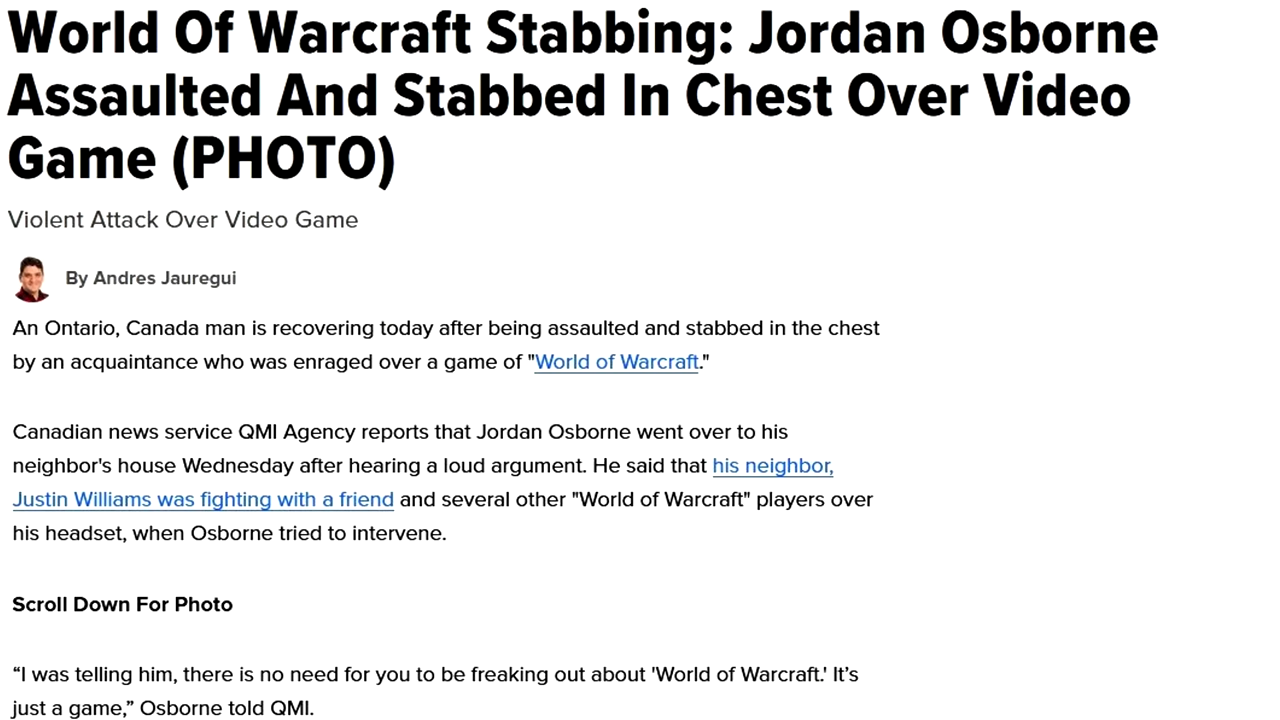 World Of Warcraft Stabbing: Jordan Osborne
Assaulted And Stabbed In Chest Over Video
Game (PHOTO)
Violent Attack Over Video Game
By Andres Jauregui
An Ontario, Canada man is recovering today after being assaulted and stabbed in the chest
by an acquaintance who was enraged over a game of "World of Warcraft."
Canadian news service QMI Agency reports that Jordan Osborne went over to his
neighbor's house Wednesday after hearing a loud argument. He said that his neighbor,
Justin Williams was fighting with a friend and several other "World of Warcraft" players over
his headset, when Osborne tried to intervene.
Scroll Down For Photo
“I was telling him, there is no need for you to be freaking out about 'World of Warcraft.' It’s
just a game,” Osborne told QMI.